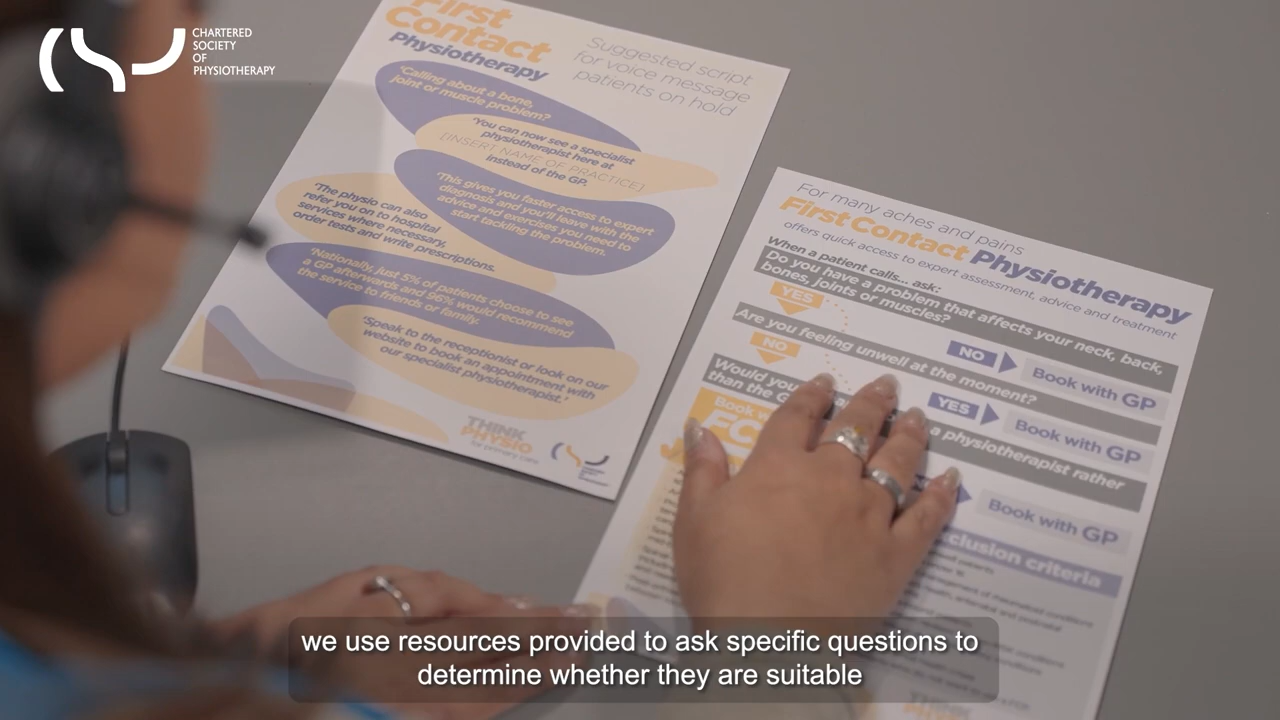 CHARTERED
SOCIETY
OF
PHYSIOTHERAPY
First
Contact
Physiotherapy
Suggested script
for voice message
patients on hold
'Calling about a bone,
joint or muscle problem?
'You can now see a specialist
physiotherapist here at
[INSERT NAME OF PRACTICE]
instead of the GP.
'This gives you faster access to expert
diagnosis and you'll leave with the
advice and exercises you need to
start tackling the problem.
'The physio can also
refer you on to hospital
services where necessary,
order tests and write prescriptions.
'Nationally, just 5% of patients choose to see
a GP afterwards and 96% would recommend
the service to friends or family.
'Speak to the receptionist or look on our
website to book an appointment with
our specialist physiotherapist.'
THINK
PHYSIO
for primary care
For many aches and pains
First Contact Physiotherapy
offers quick access to expert assessment, advice and treatment
When a patient calls... ask:
Do you have a problem that affects your neck, back,
bones, joints or muscles?
YES
NO
Book with GP
Are you feeling unwell at the moment?
NO
YES
Book with GP
Would you
a physiotherapist rather
than the
Book
Book with GP
criteria
we use resources provided to ask specific questions to
determine whether they are suitable